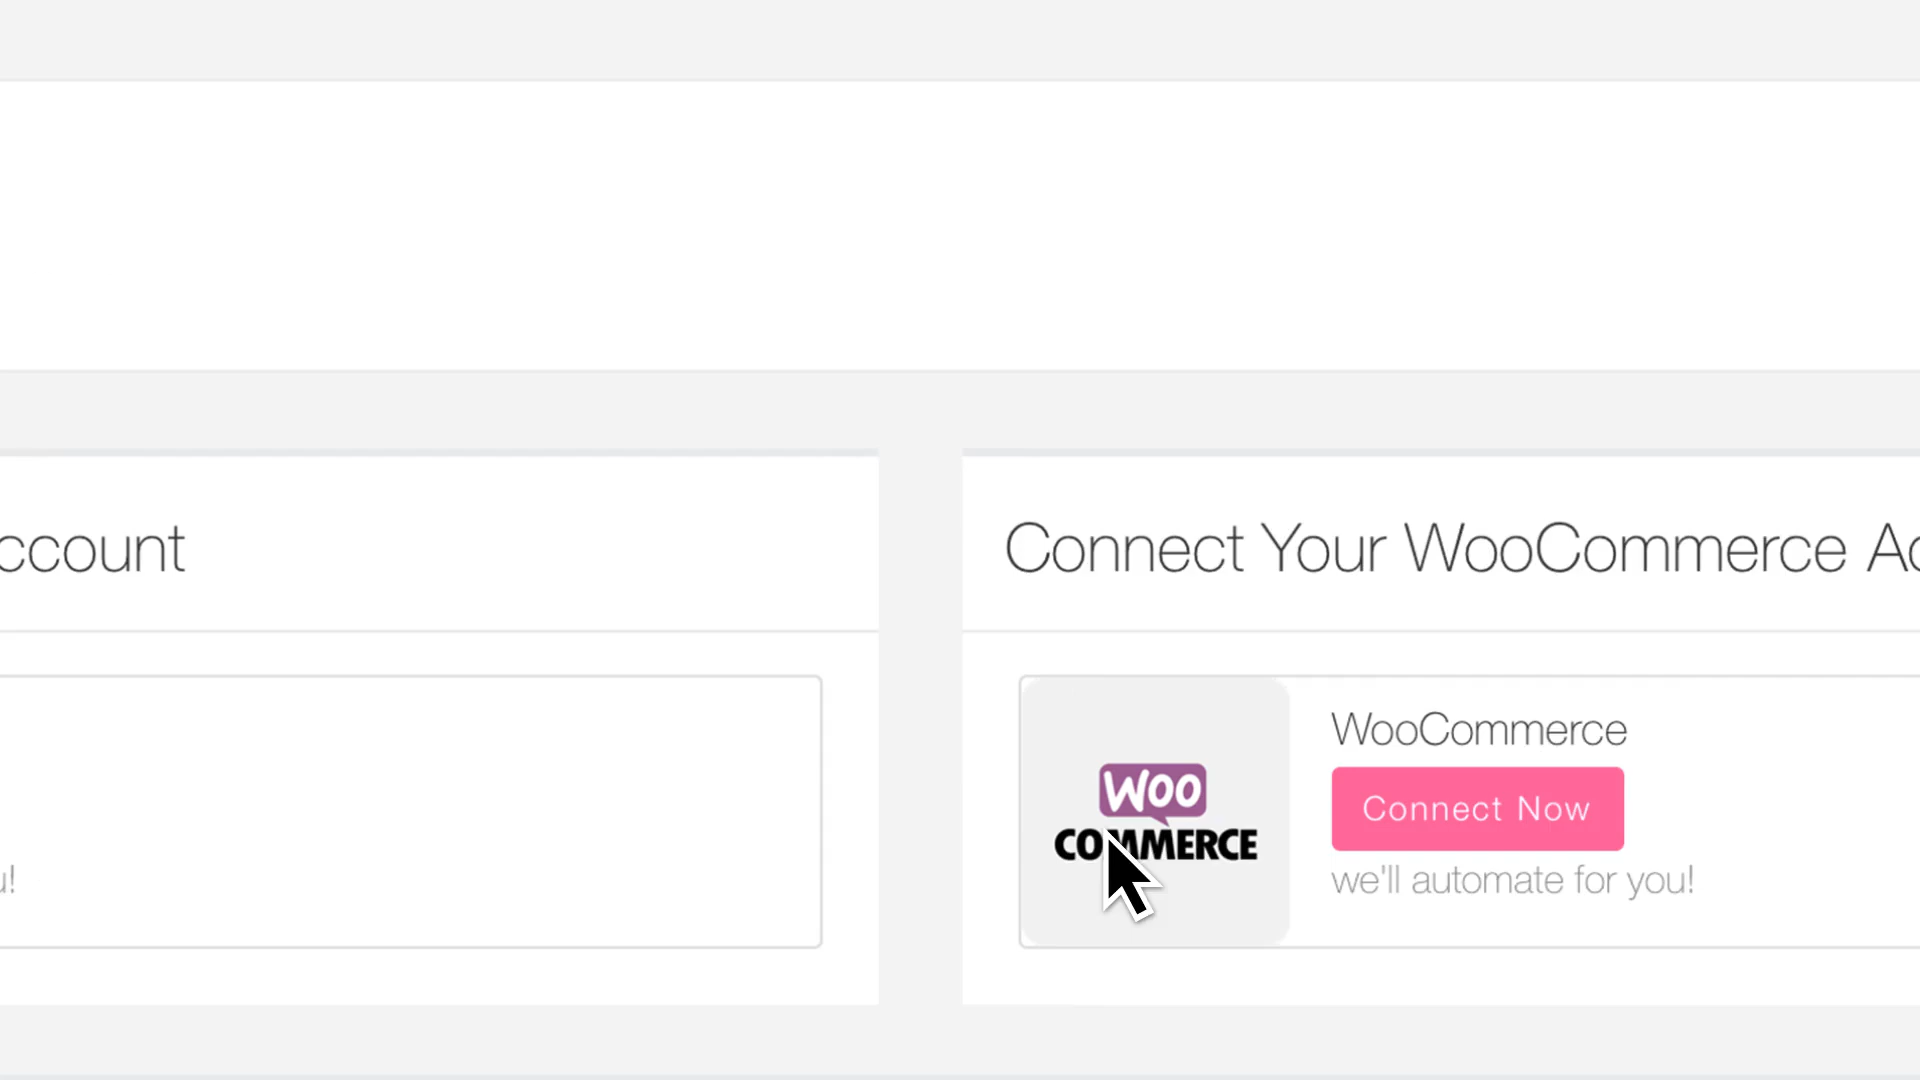 ccount
u!
Connect Your WooCommerce Ac
WOO
COMMERCE
WooCommerce
Connect Now
we'll automate for you!